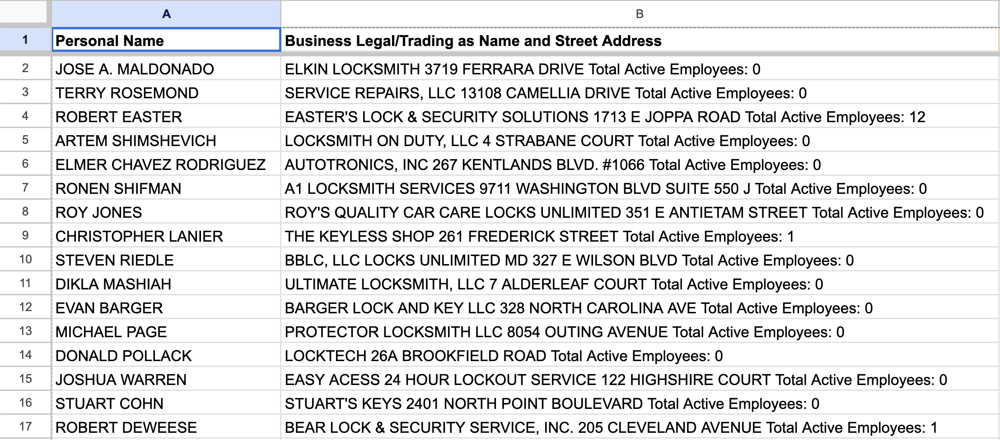 A B
1 Personal Name Business Legal/Trading as Name and Street Address
2 JOSE A. MALDONADO ELKIN LOCKSMITH 3719 FERRARA DRIVE Total Active Employees: 0
3 TERRY ROSEMOND SERVICE REPAIRS, LLC 13108 CAMELLIA DRIVE Total Active Employees: 0
4 ROBERT EASTER EASTER'S LOCK & SECURITY SOLUTIONS 1713 E JOPPA ROAD Total Active Employees: 12
5 ARTEM SHIMSHEVICH LOCKSMITH ON DUTY, LLC 4 STRABANE COURT Total Active Employees: 0
6 ELMER CHAVEZ RODRIGUEZ AUTOTRONICS, INC 267 KENTLANDS BLVD. #1066 Total Active Employees: 0
7 RONEN SHIFMAN A1 LOCKSMITH SERVICES 9711 WASHINGTON BLVD SUITE 550 J Total Active Employees: 0
8 ROY JONES ROY'S QUALITY CAR CARE LOCKS UNLIMITED 351 E ANTIETAM STREET Total Active Employees: 0
9 CHRISTOPHER LANIER THE KEYLESS SHOP 261 FREDERICK STREET Total Active Employees: 1
10 STEVEN RIEDLE BBLC, LLC LOCKS UNLIMITED MD 327 E WILSON BLVD Total Active Employees: 0
11 DIKLA MASHIAH ULTIMATE LOCKSMITH, LLC 7 ALDERLEAF COURT Total Active Employees: 0
12 EVAN BARGER BARGER LOCK AND KEY LLC 328 NORTH CAROLINA AVE Total Active Employees: 0
13 MICHAEL PAGE PROTECTOR LOCKSMITH LLC 8054 OUTING AVENUE Total Active Employees: 0
14 DONALD POLLACK LOCKTECH 26A BROOKFIELD ROAD Total Active Employees: 0
15 JOSHUA WARREN EASY ACESS 24 HOUR LOCKOUT SERVICE 122 HIGHSHIRE COURT Total Active Employees: 0
16 STUART COHN STUART'S KEYS 2401 NORTH POINT BOULEVARD Total Active Employees: 0
17 ROBERT DEWEESE BEAR LOCK & SECURITY SERVICE, INC. 205 CLEVELAND AVENUE Total Active Employees: 1